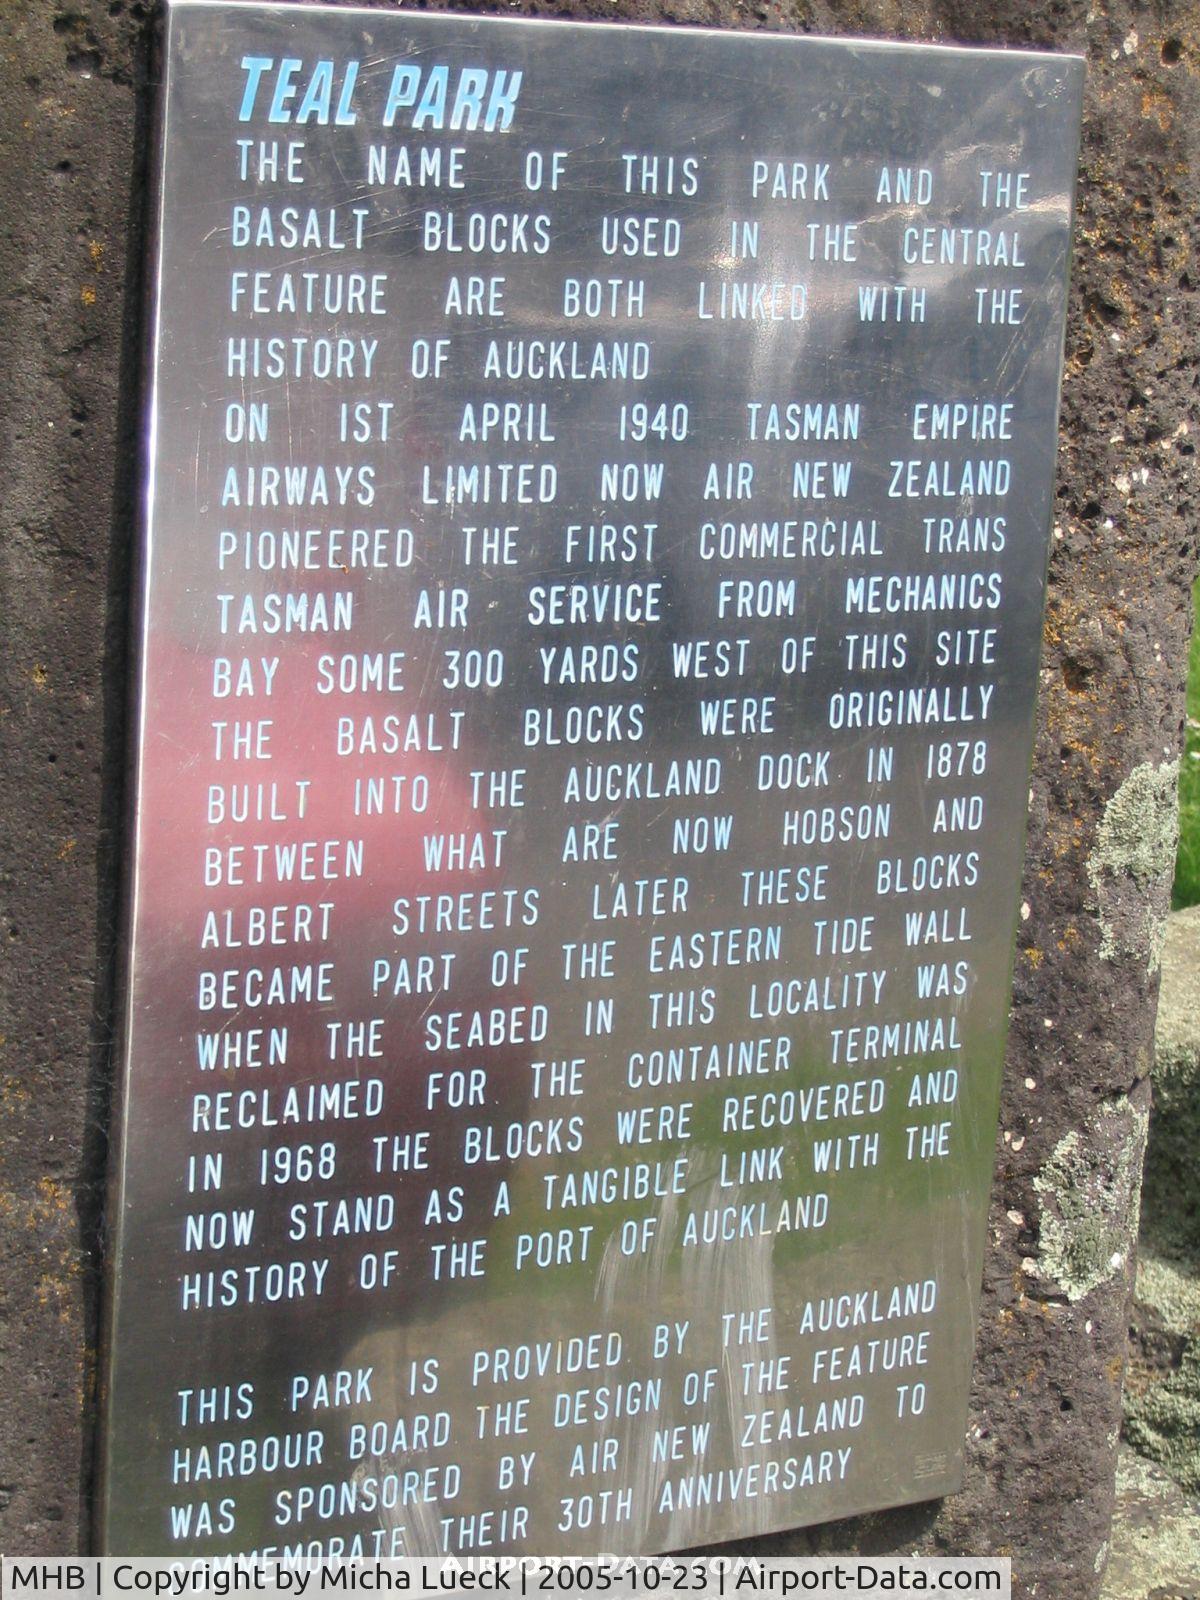 TEAL PARK
THE NAME OF THIS PARK AND THE
BASALT BLOCKS USED IN THE CENTRAL
FEATURE ARE BOTH LINKED WITH THE
HISTORY OF AUCKLAND
ON 1ST APRIL 1940 TASMAN EMPIRE
AIRWAYS LIMITED NOW AIR NEW ZEALAND
PIONEERED THE FIRST COMMERCIAL TRANS
TASMAN AIR SERVICE FROM MECHANICS
BAY SOME 300 YARDS WEST OF THIS SITE
THE BASALT BLOCKS WERE ORIGINALLY
BUILT INTO THE AUCKLAND DOCK IN 1878
BETWEEN WHAT ARE NOW HOBSON AND
ALBERT STREETS LATER THESE BLOCKS
BECAME PART OF THE EASTERN TIDE WALL
WHEN THE SEABED IN THIS LOCALITY WAS
RECLAIMED FOR THE CONTAINER TERMINAL
IN 1968 THE BLOCKS WERE RECOVERED AND
NOW STAND AS A TANGIBLE LINK WITH THE
HISTORY OF THE PORT OF AUCKLAND
THIS PARK IS PROVIDED BY THE AUCKLAND
HARBOUR BOARD THE DESIGN OF THE FEATURE
WAS SPONSORED BY AIR NEW ZEALAND TO
COMMEMORATE THEIR 30TH ANNIVERSARY
AIRPORT-DATA.COM
MHB | Copyright by Micha Lueck | 2005-10-23 | Airport-Data.com